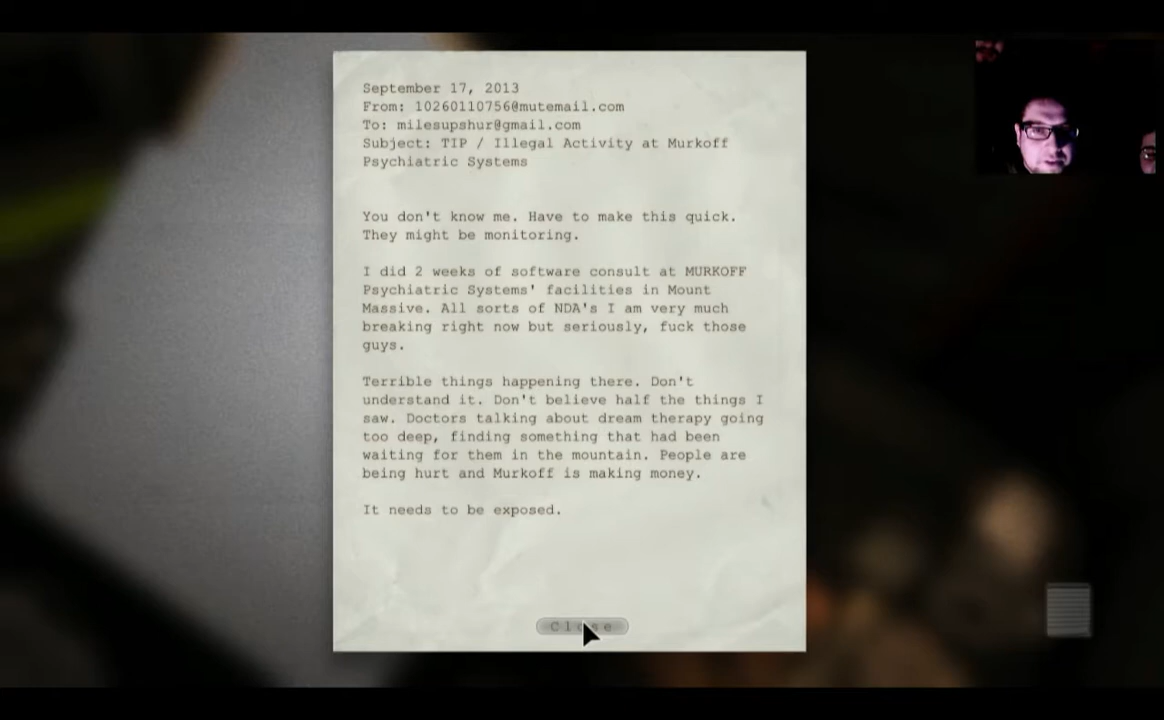 September 17, 2013
From: 10260110756@mutemail.com
To: milesupshur@gmail.com
Subject: TIP / Illegal Activity at Murkoff
Psychiatric Systems
You don't know me. Have to make this quick.
They might be monitoring.
I did 2 weeks of software consult at MURKOFF
Psychiatric Systems' facilities in Mount
Massive. All sorts of NDA's I am very much
breaking right now but seriously, fuck those
guys.
Terrible things happening there. Don't
understand it. Don't believe half the things I
saw. Doctors talking about dream therapy going
too deep, finding something that had been
waiting for them in the mountain. People are
being hurt and Murkoff is making money.
It needs to be exposed.
Close